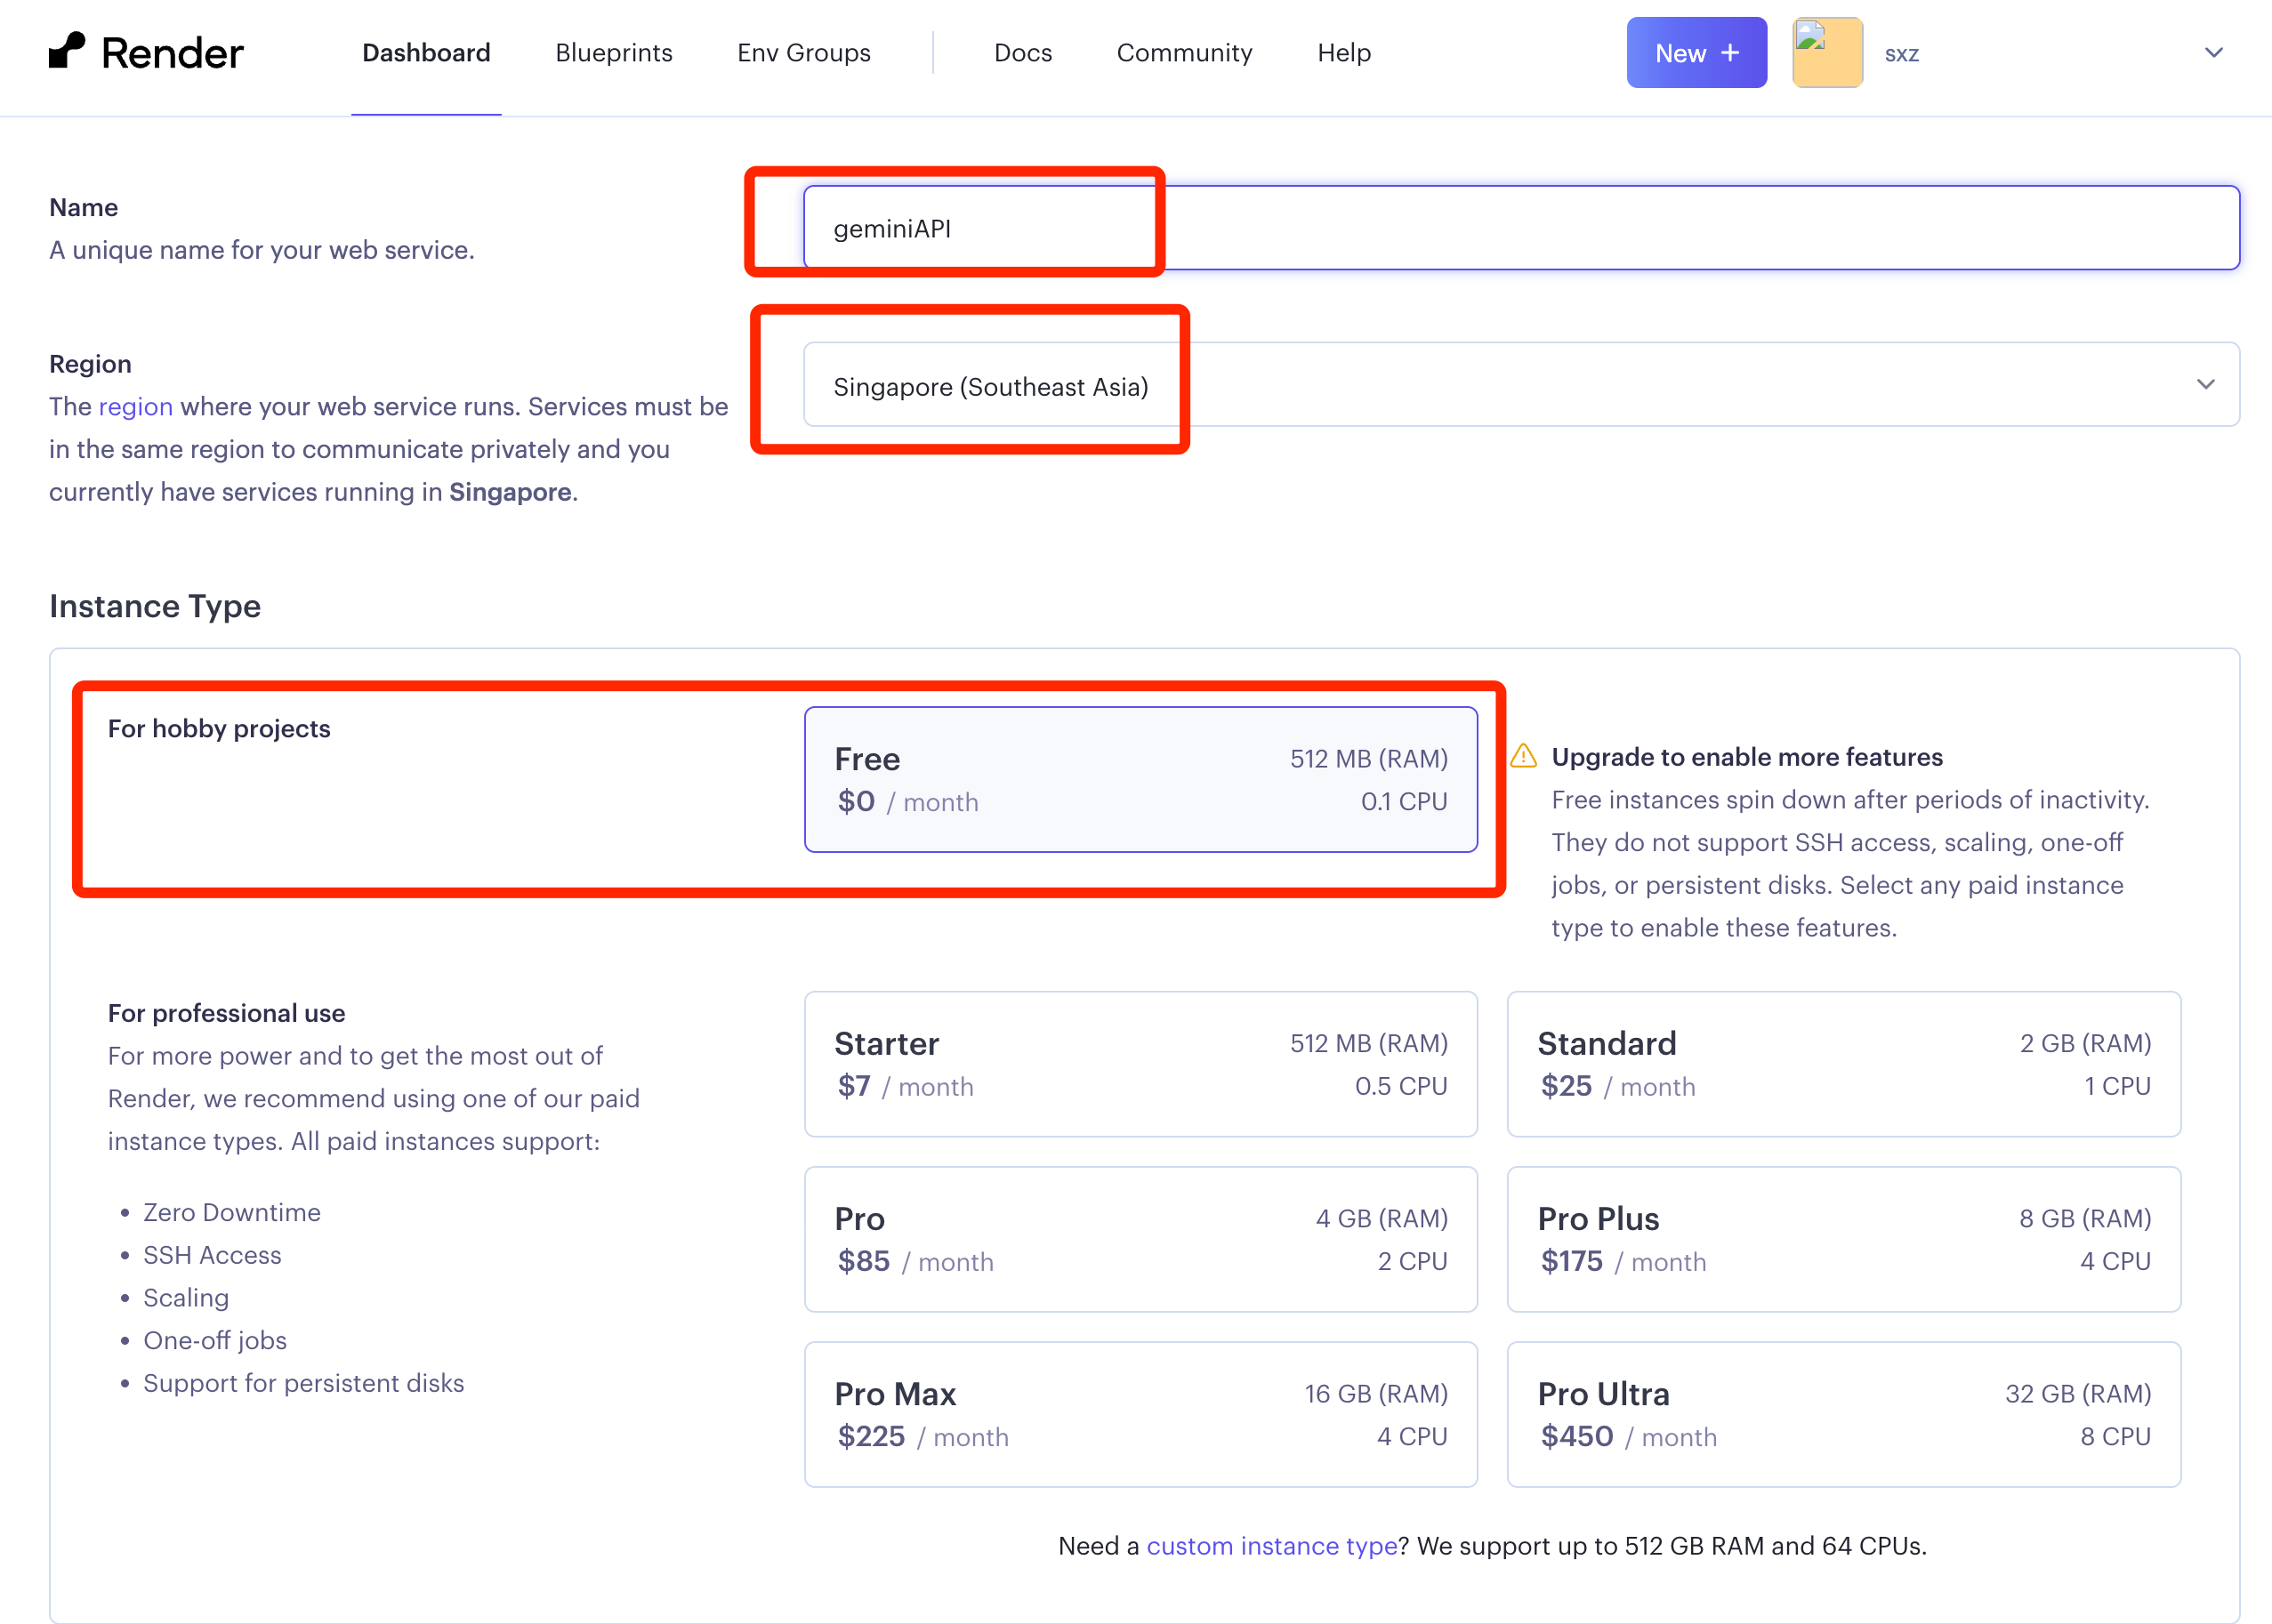 Render
Dashboard
Blueprints
Env Groups
Docs
Community
Help
New +
sxz
Name
A unique name for your web service.
geminiAPI
Region
The region where your web service runs. Services must be
in the same region to communicate privately and you
currently have services running in Singapore.
Singapore (Southeast Asia)
Instance Type
For hobby projects
Free
512 MB (RAM)
$0 / month
0.1 CPU
Upgrade to enable more features
Free instances spin down after periods of inactivity.
They do not support SSH access, scaling, one-off
jobs, or persistent disks. Select any paid instance
type to enable these features.
For professional use
For more power and to get the most out of
Render, we recommend using one of our paid
instance types. All paid instances support:
• Zero Downtime
• SSH Access
• Scaling
• One-off jobs
• Support for persistent disks
Starter
512 MB (RAM)
$7 / month
0.5 CPU
Standard
2 GB (RAM)
$25 / month
1 CPU
Pro
4 GB (RAM)
$85 / month
2 CPU
Pro Plus
8 GB (RAM)
$175 / month
4 CPU
Pro Max
16 GB (RAM)
$225 / month
4 CPU
Pro Ultra
32 GB (RAM)
$450 / month
8 CPU
Need a custom instance type? We support up to 512 GB RAM and 64 CPUs.